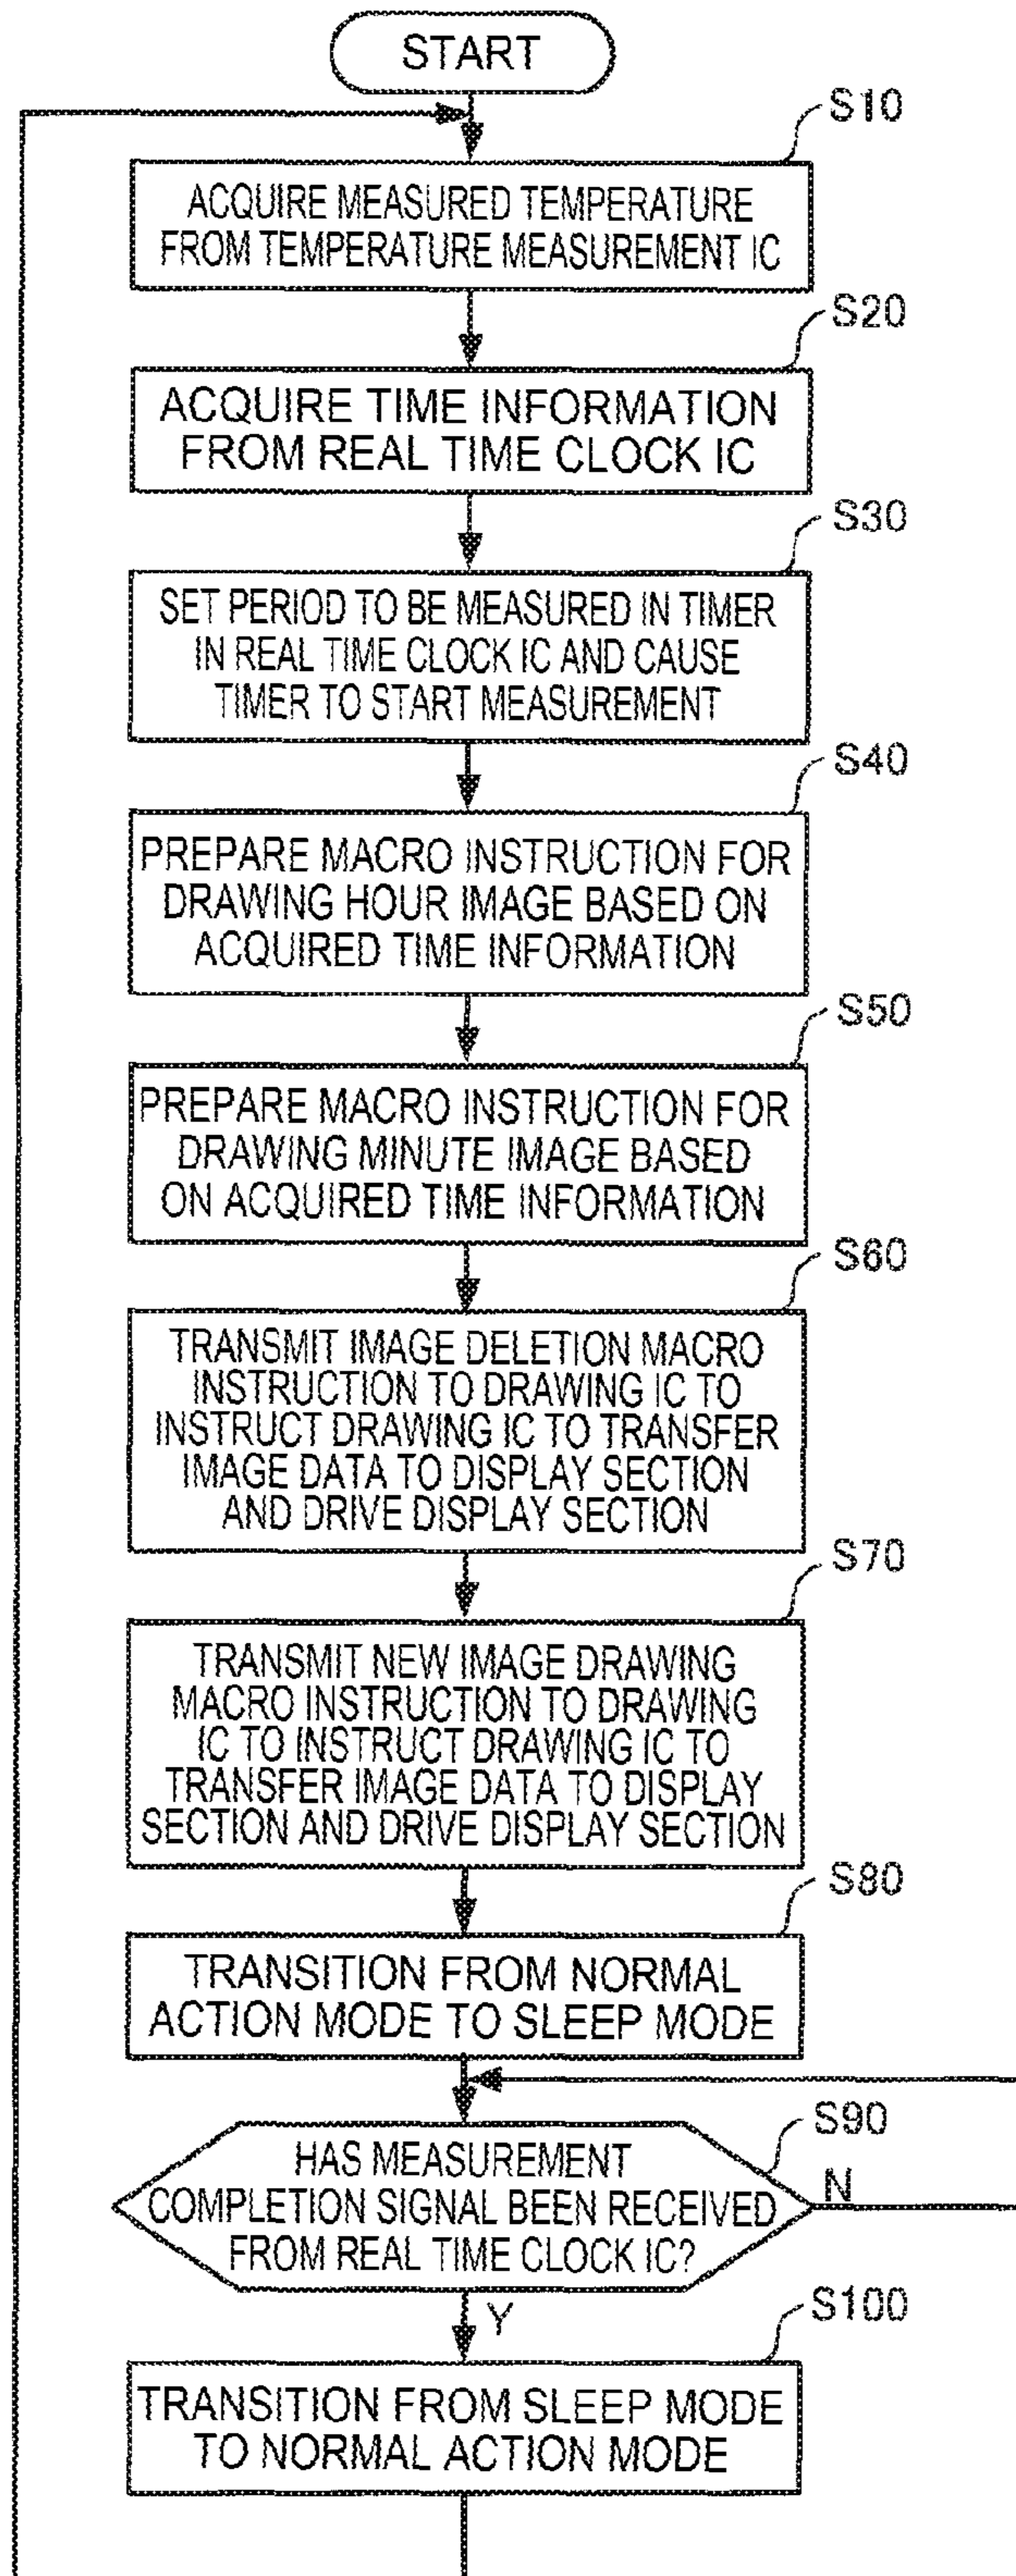 START
S10
ACQUIRE MEASURED TEMPERATURE
FROM TEMPERATURE MEASUREMENT IC
S20
ACQUIRE TIME INFORMATION
FROM REAL TIME CLOCK IC
S30
SET PERIOD TO BE MEASURED IN TIMER
IN REAL TIME CLOCK IC AND CAUSE
TIMER TO START MEASUREMENT
S40
PREPARE MACRO INSTRUCTION FOR
DRAWING HOUR IMAGE BASED ON
ACQUIRED TIME INFORMATION
S50
PREPARE MACRO INSTRUCTION FOR
DRAWING MINUTE IMAGE BASED
ON ACQUIRED TIME INFORMATION
S60
TRANSMIT IMAGE DELETION MACRO
INSTRUCTION TO DRAWING IC TO
INSTRUCT DRAWING IC TO TRANSFER
IMAGE DATA TO DISPLAY SECTION
AND DRIVE DISPLAY SECTION
S70
TRANSMIT NEW IMAGE DRAWING
MACRO INSTRUCTION TO DRAWING
IC TO INSTRUCT DRAWING IC TO
TRANSFER IMAGE DATA TO DISPLAY
SECTION AND DRIVE DISPLAY SECTION
S80
TRANSITION FROM NORMAL
ACTION MODE TO SLEEP MODE
S90
HAS MEASUREMENT
COMPLETION SIGNAL BEEN RECEIVED
FROM REAL TIME CLOCK IC?
N
Y
S100
TRANSITION FROM SLEEP MODE
TO NORMAL ACTION MODE